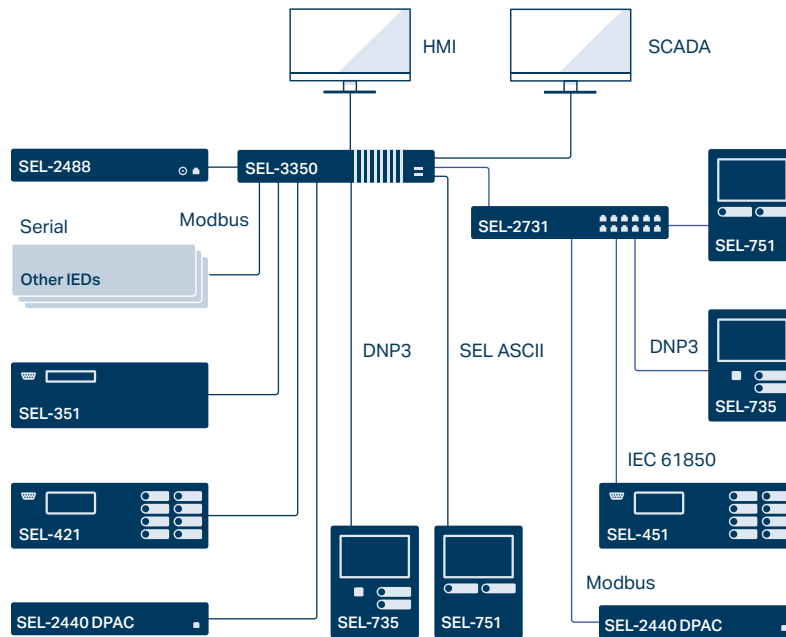 HMI
SCADA
SEL-2488
SEL-3350
Serial
Modbus
SEL-2731
SEL-751
Other IEDs
DNP3
SEL ASCII
DNP3
SEL-351
SEL-735
IEC 61850
SEL-421
SEL-451
Modbus
SEL-2440 DPAC
SEL-735
SEL-751
SEL-2440 DPAC